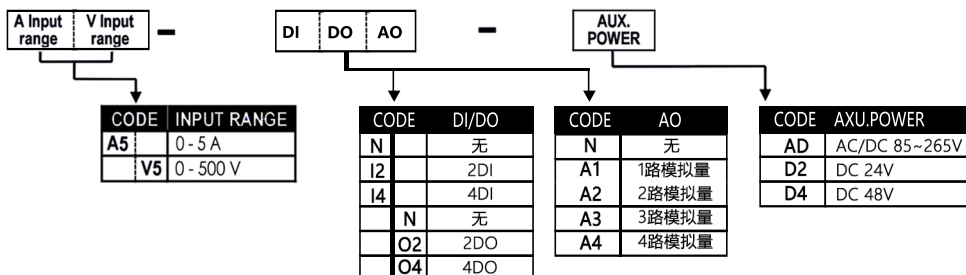 A Input range V Input range - DI DO AO - AUX. POWER
CODE INPUT RANGE
A5 0 - 5 A
V5 0 - 500 V
CODE DI/DO
N 无
I2 2DI
I4 4DI
N 无
O2 2DO
O4 4DO
CODE AO
N 无
A1 1路模拟量
A2 2路模拟量
A3 3路模拟量
A4 4路模拟量
CODE AXU.POWER
AD AC/DC 85~265V
D2 DC 24V
D4 DC 48V